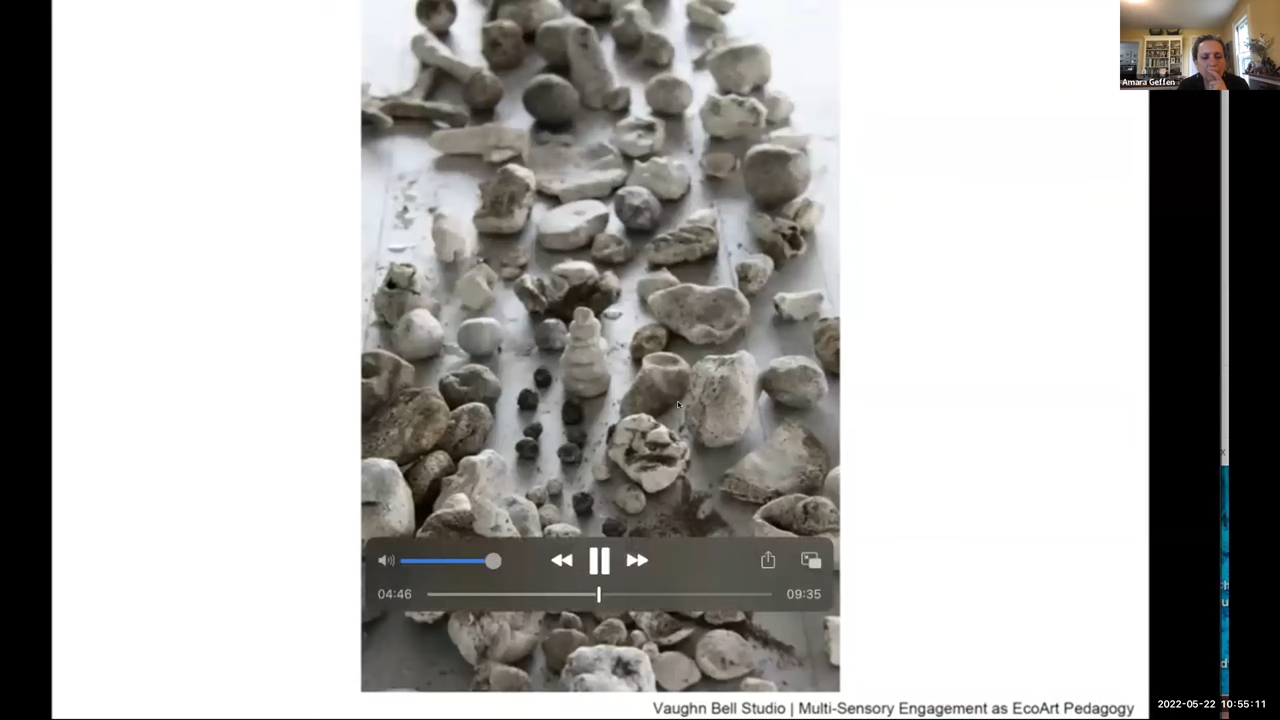 Amara Geffen
04:46
09:35
Vaughn Bell Studio | Multi-Sensory Engagement as EcoArt Pedagogy
2022-05-22 10:55:11